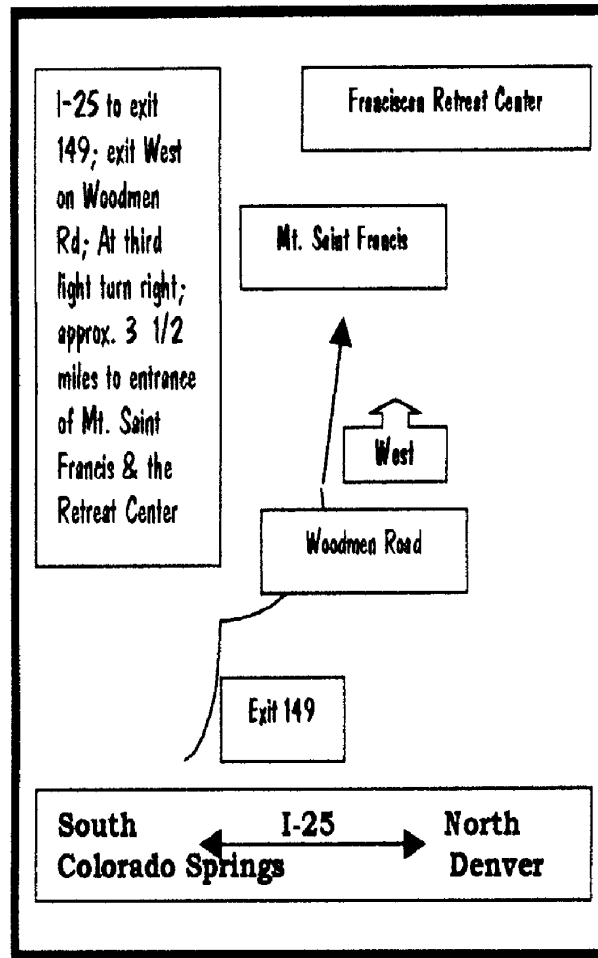 I-25 to exit
149; exit West
on Woodmen
Rd; At third
light turn right;
approx. 3 1/2
miles to entrance
of Mt. Saint
Francis & the
Retreat Center
Franciscan Retreat Center
Mt. Saint Francis
West
Woodmen Road
Exit 149
South I-25 North
Colorado Springs Denver